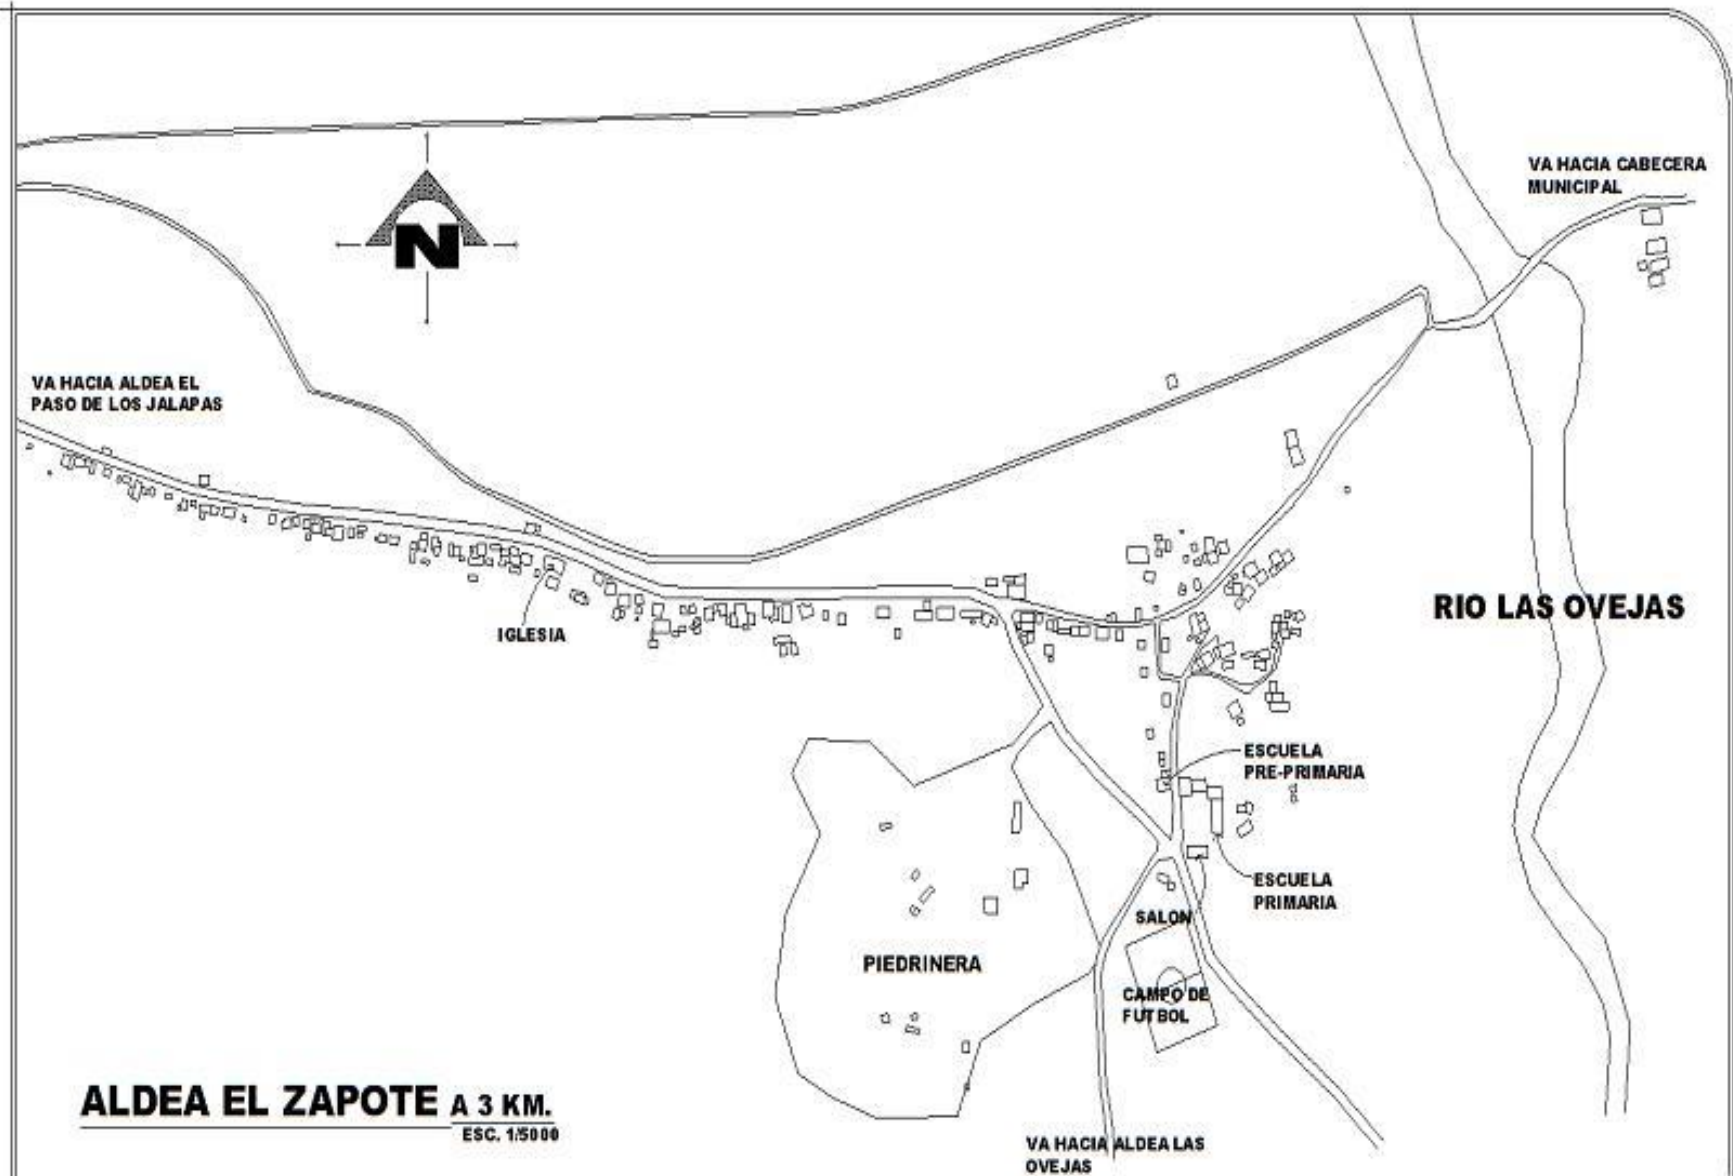 VA HACIA CABECERA
MUNICIPAL
N
VA HACIA ALDEA EL
PASO DE LOS JALAPAS
RIO LAS OVEJAS
IGLESIA
ESCUELA
PRE-PRIMARIA
ESCUELA
PRIMARIA
SALON
PIEDRINERA
CAMPO DE
FUTBOL
ALDEA EL ZAPOTE A 3 KM.
ESC. 1/5000
VA HACIA ALDEA LAS
OVEJAS